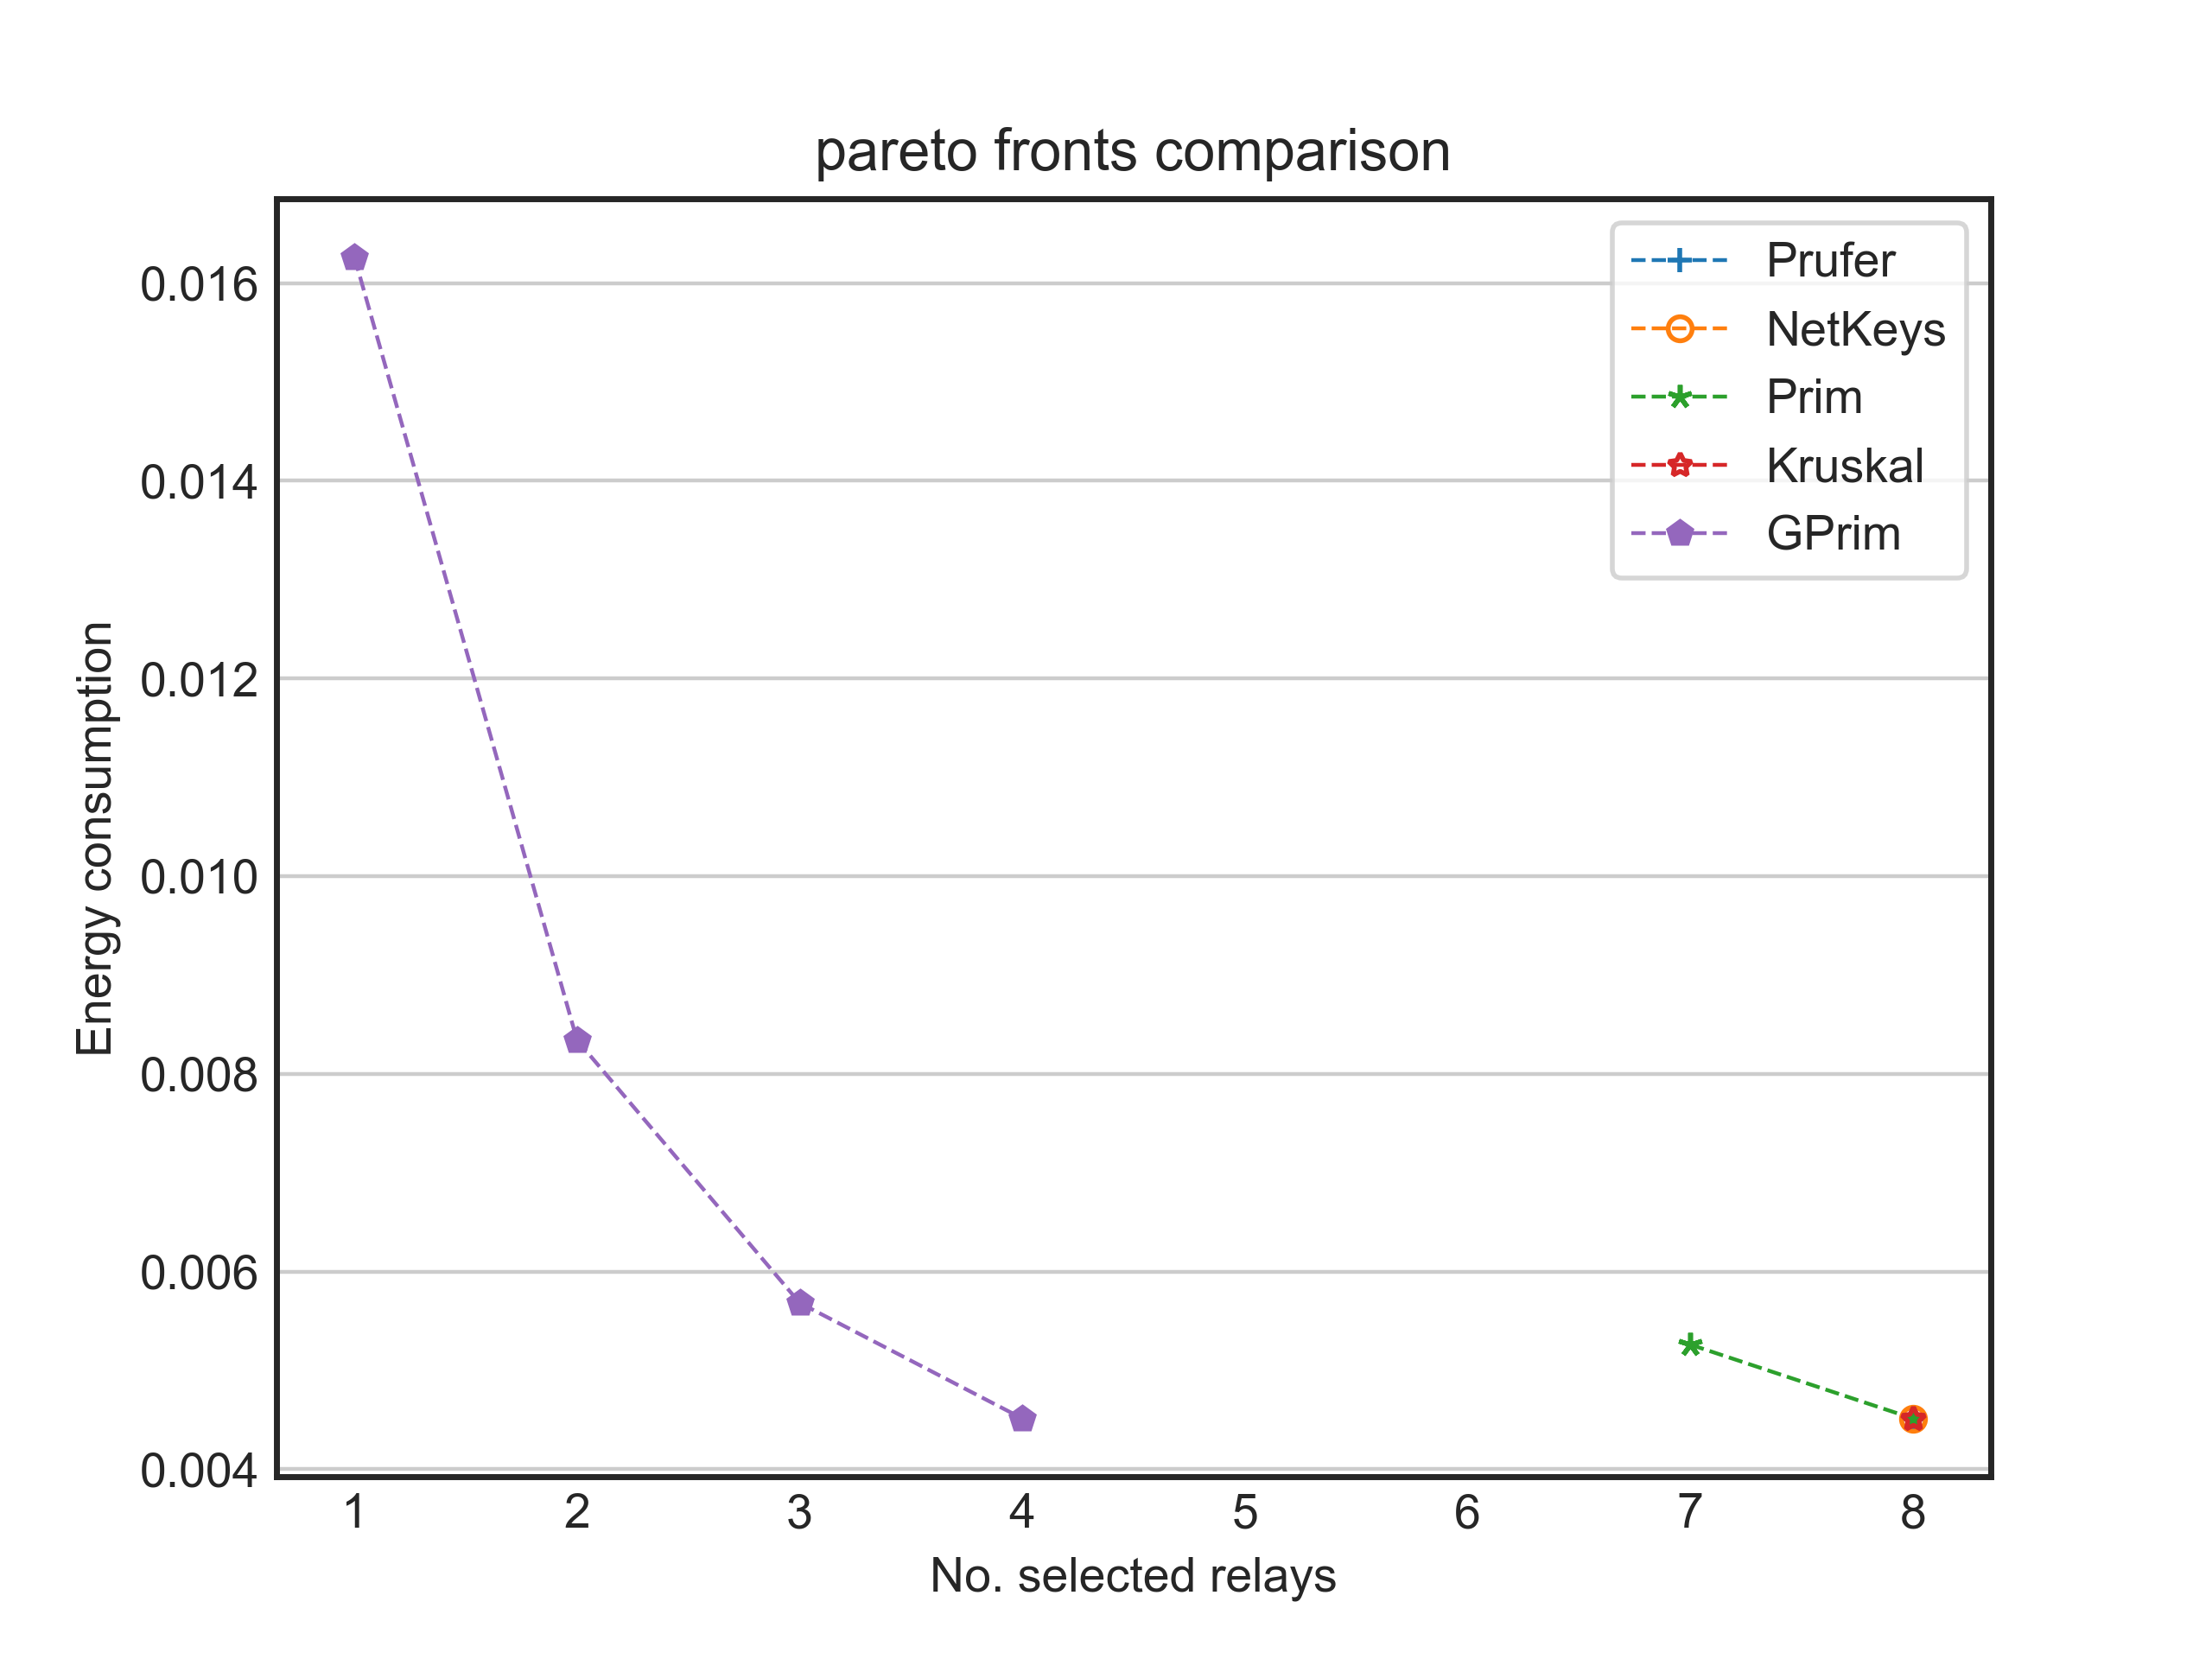 pareto fronts comparison
Prufer
NetKeys
Prim
Kruskal
GPrim
Energy consumption
0.016
0.014
0.012
0.010
0.008
0.006
0.004
1 2 3 4 5 6 7 8
No. selected relays